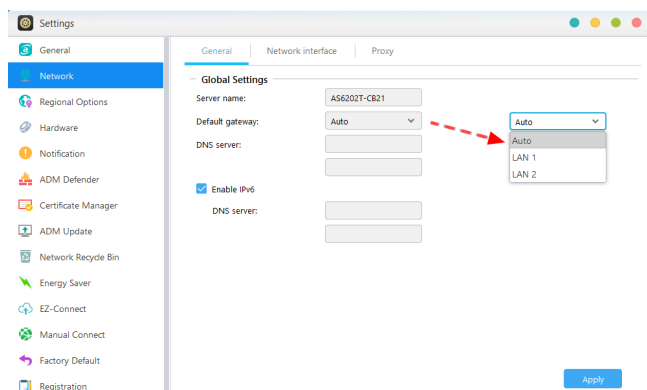 Settings
General
Network
Regional Options
Hardware
Notification
ADM Defender
Certificate Manager
ADM Update
Network Recycle Bin
Energy Saver
EZ-Connect
Manual Connect
Factory Default
Registration
General Network interface Proxy
Global Settings
Server name: AS6202T-CB21
Default gateway: Auto
DNS server:
Enable IPv6
DNS server:
Auto
Auto
LAN 1
LAN 2
Apply